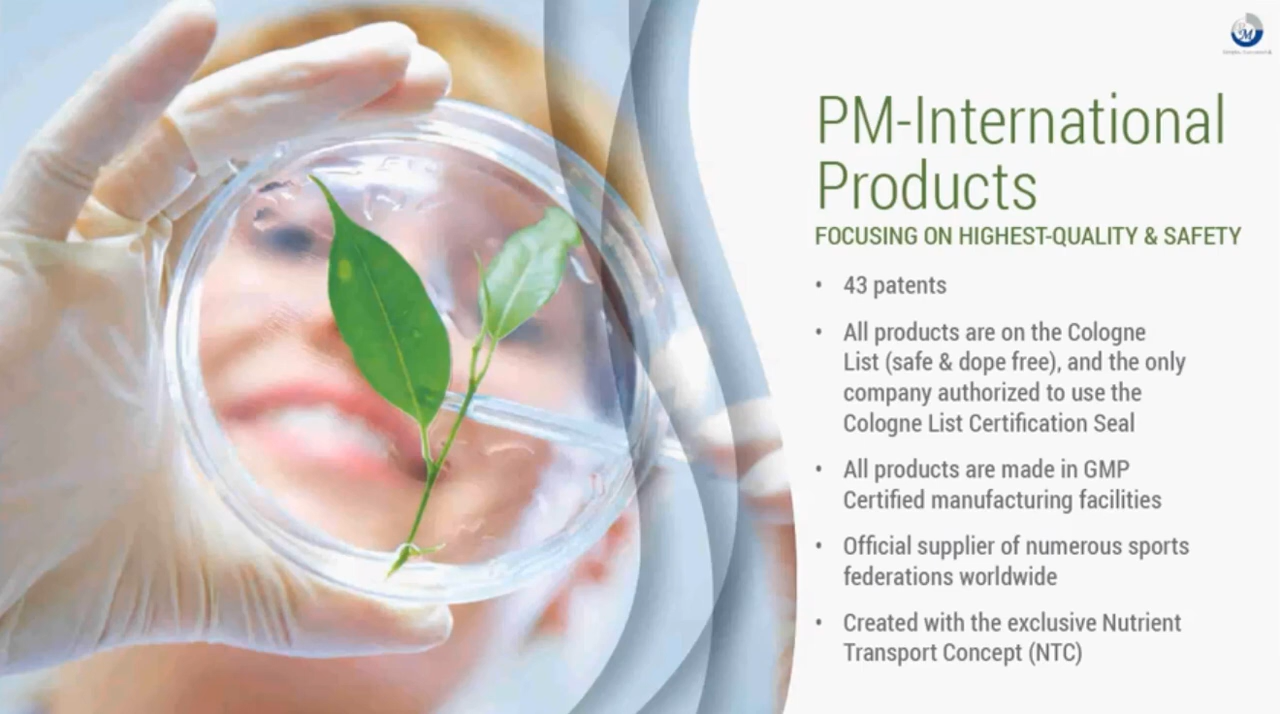 PM-International
Products
FOCUSING ON HIGHEST-QUALITY & SAFETY
• 43 patents
• All products are on the Cologne
List (safe & dope free), and the only
company authorized to use the
Cologne List Certification Seal
• All products are made in GMP
Certified manufacturing facilities
• Official supplier of numerous sports
federations worldwide
• Created with the exclusive Nutrient
Transport Concept (NTC)